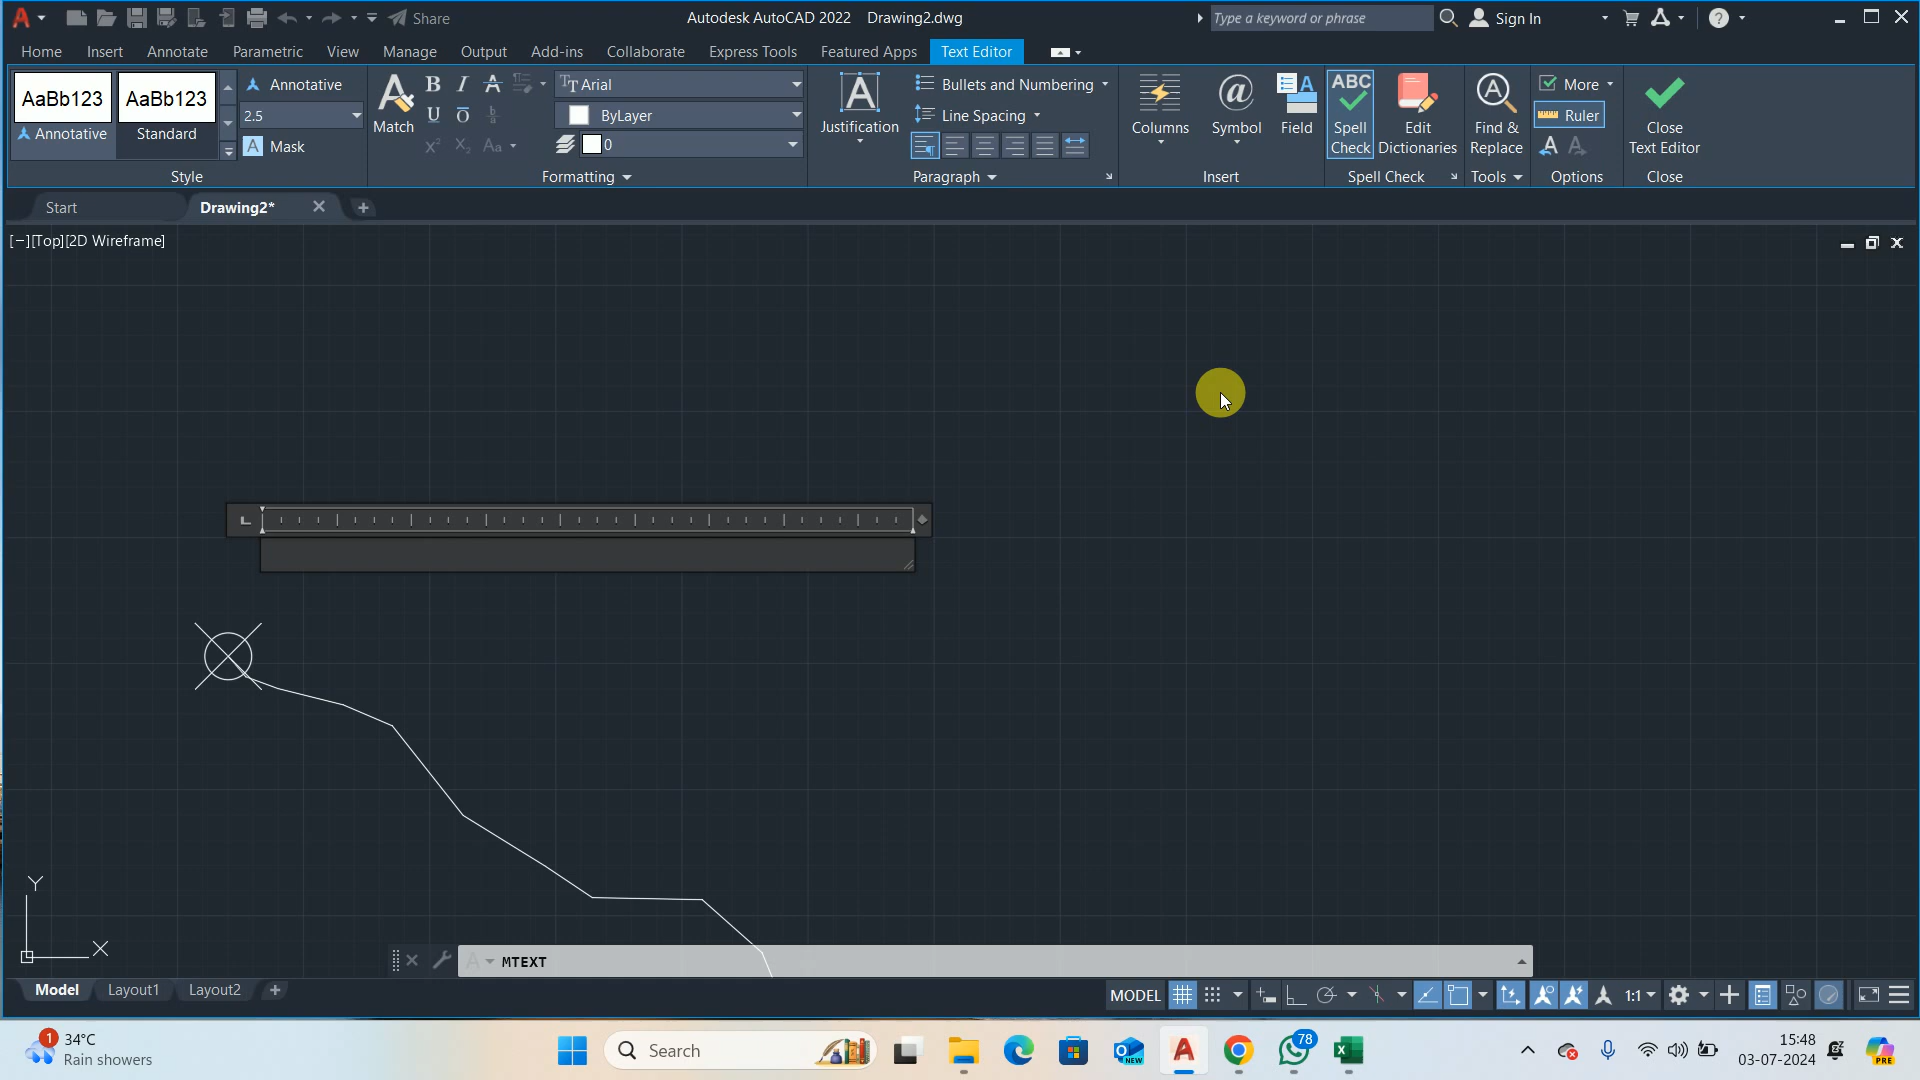 Share
Autodesk AutoCAD 2022 Drawing2.dwg
Type a keyword or phrase
Sign In
Home Insert Annotate Parametric View Manage Output Add-ins Collaborate Express Tools Featured Apps Text Editor
AaBb123 AaBb123
Annotative Standard
Annotative
2.5
Mask
Style
Match
Arial
ByLayer
0
Formatting
Justification
Bullets and Numbering
Line Spacing
Paragraph
Columns
Symbol
Field
Insert
ABC
Spell
Check
Edit
Dictionaries
Spell Check
Find &
Replace
Tools
More
Ruler
Options
Close
Text Editor
Close
Start Drawing2*
[−][Top][2D Wireframe]
Y
X
MTEXT
Model Layout1 Layout2
MODEL
1:1
1
34°C
Rain showers
Search
NEW
78
15:48
03-07-2024
PRE